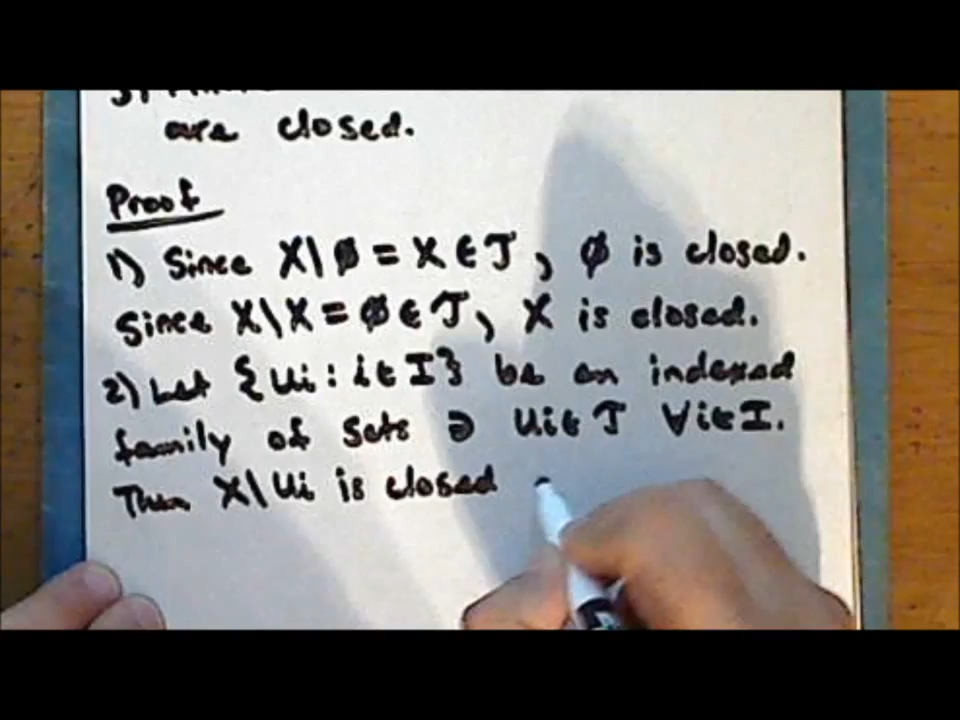 are closed.
Proof
1) Since X\∅ = X ∈ 𝒯, ∅ is closed.
Since X\X = ∅ ∈ 𝒯, X is closed.
2) Let {Ui : i ∈ I} be an indexed
family of sets ∋ Ui ∈ 𝒯 ∀i ∈ I.
Then X\Ui is closed